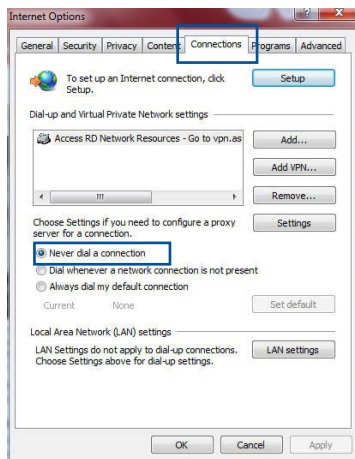 Internet Options
General Security Privacy Content Connections Programs Advanced
To set up an Internet connection, click
Setup.
Setup
Dial-up and Virtual Private Network settings
Access RD Network Resources - Go to vpn.as
Add...
Add VPN...
Remove...
Choose Settings if you need to configure a proxy
server for a connection.
Settings
Never dial a connection
Dial whenever a network connection is not present
Always dial my default connection
Current None
Set default
Local Area Network (LAN) settings
LAN Settings do not apply to dial-up connections.
Choose Settings above for dial-up settings.
LAN settings
OK Cancel Apply